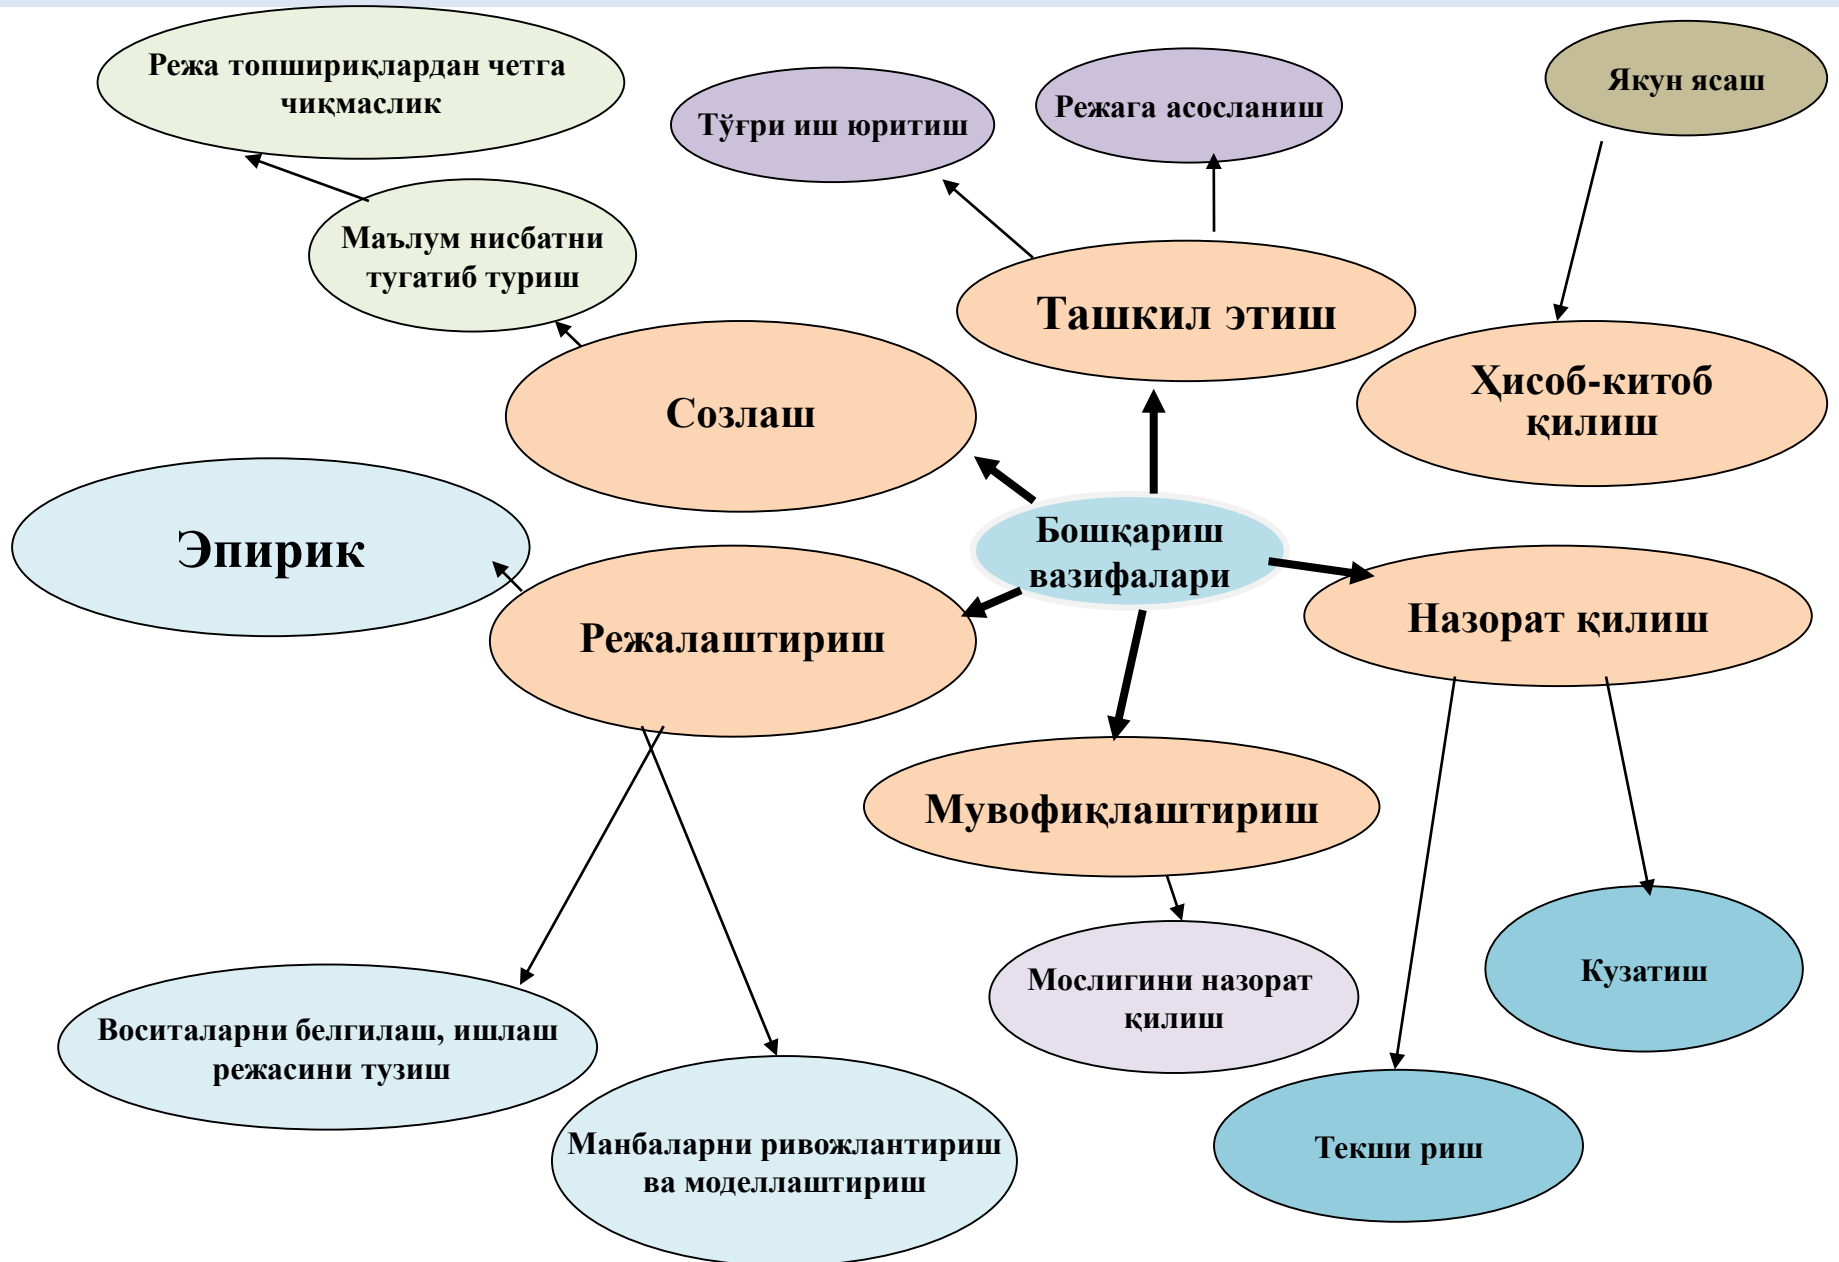 Режа топшириқлардан четга
чиқмаслик
Тўғри иш юритиш
Режага асосланиш
Якун ясаш
Маълум нисбатни
тугатиб туриш
Ташкил этиш
Созлаш
Ҳисоб-китоб
қилиш
Эпирик
Бошқариш
вазифалари
Режалаштириш
Назорат қилиш
Мувофиқлаштириш
Мослигини назорат
қилиш
Кузатиш
Воситаларни белгилаш, ишлаш
режасини тузиш
Манбаларни ривожлантириш
ва моделлаштириш
Текши риш